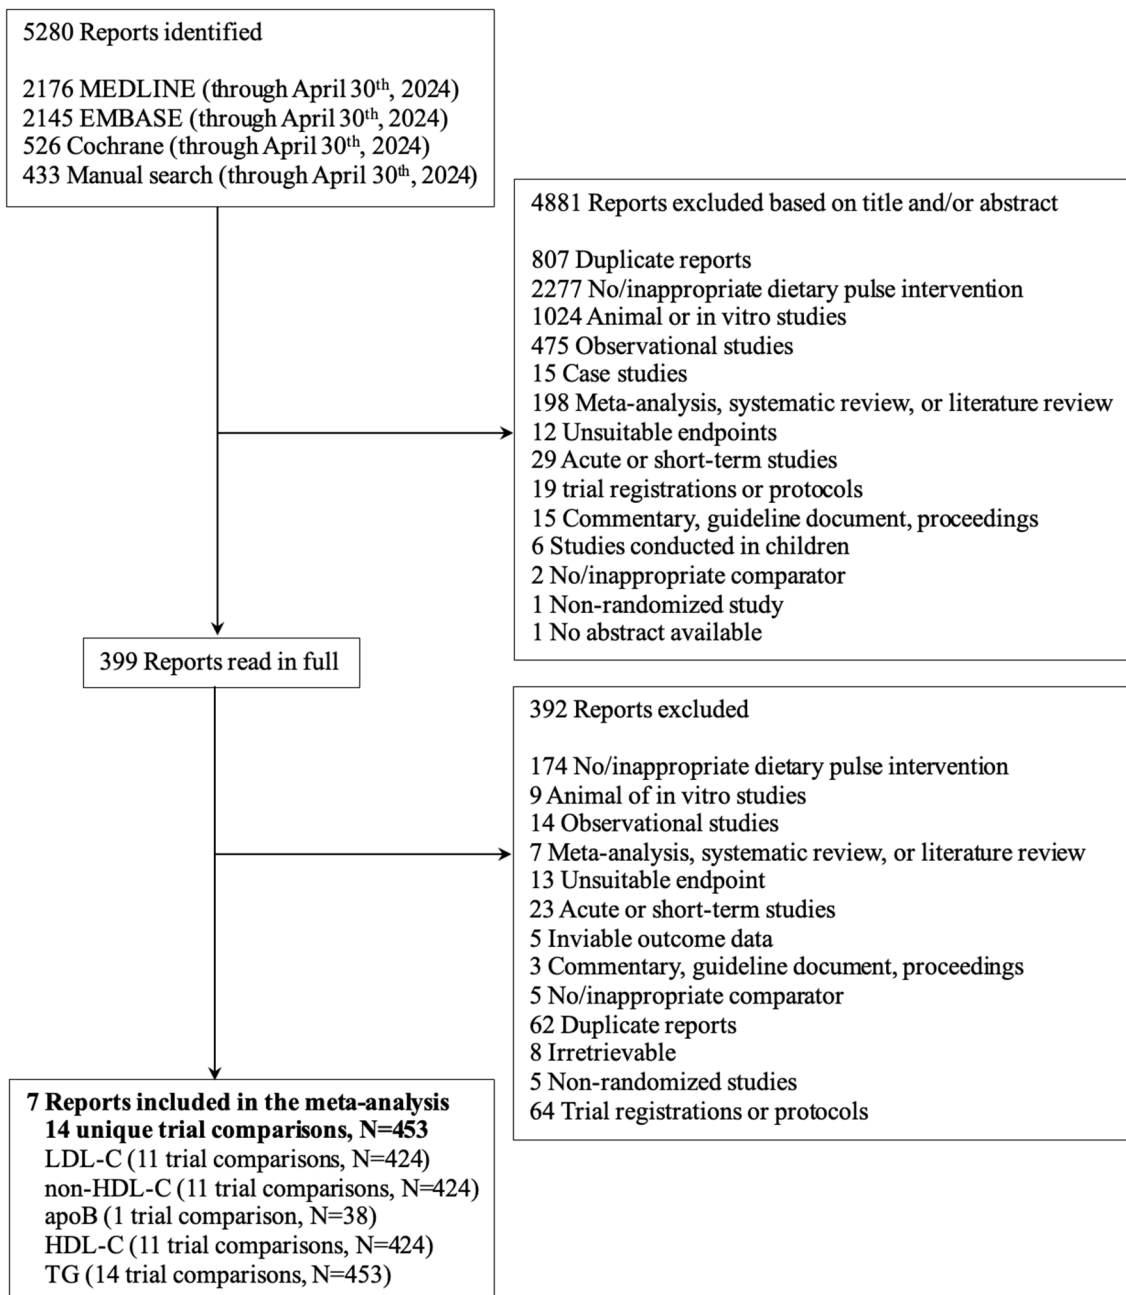 5280 Reports identified
2176 MEDLINE (through April 30th, 2024)
2145 EMBASE (through April 30th, 2024)
526 Cochrane (through April 30th, 2024)
433 Manual search (through April 30th, 2024)
4881 Reports excluded based on title and/or abstract
807 Duplicate reports
2277 No/inappropriate dietary pulse intervention
1024 Animal or in vitro studies
475 Observational studies
15 Case studies
198 Meta-analysis, systematic review, or literature review
12 Unsuitable endpoints
29 Acute or short-term studies
19 trial registrations or protocols
15 Commentary, guideline document, proceedings
6 Studies conducted in children
2 No/inappropriate comparator
1 Non-randomized study
1 No abstract available
399 Reports read in full
392 Reports excluded
174 No/inappropriate dietary pulse intervention
9 Animal of in vitro studies
14 Observational studies
7 Meta-analysis, systematic review, or literature review
13 Unsuitable endpoint
23 Acute or short-term studies
5 Inviable outcome data
3 Commentary, guideline document, proceedings
5 No/inappropriate comparator
62 Duplicate reports
8 Irretrievable
5 Non-randomized studies
64 Trial registrations or protocols
7 Reports included in the meta-analysis
14 unique trial comparisons, N=453
LDL-C (11 trial comparisons, N=424)
non-HDL-C (11 trial comparisons, N=424)
apoB (1 trial comparison, N=38)
HDL-C (11 trial comparisons, N=424)
TG (14 trial comparisons, N=453)